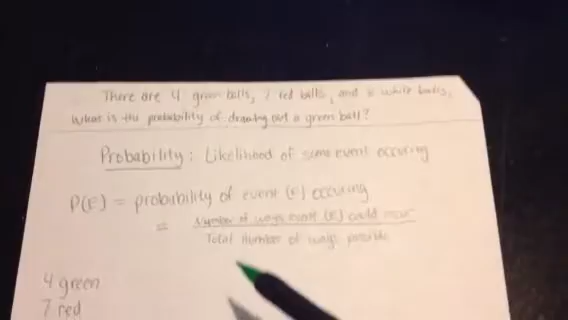 There are 4 green balls, 7 red balls, and white balls.
What is the probability of drawing out a green ball?
Probability: Likelihood of some event occuring
P(E) = probability of event (E) occuring
= Number of ways event (E) could occur
Total number of ways possible
4 green
7 red